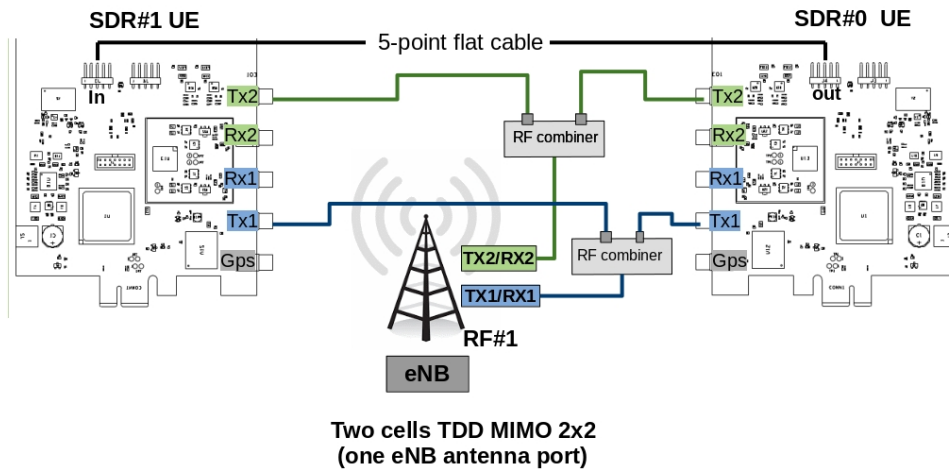 SDR#1 UE
SDR#0 UE
5-point flat cable
In
out
Tx2
Tx2
Rx2
Rx2
RF combiner
Rx1
Rx1
Tx1
Tx1
RF combiner
Gps
Gps
TX2/RX2
TX1/RX1
RF#1
eNB
Two cells TDD MIMO 2x2
(one eNB antenna port)